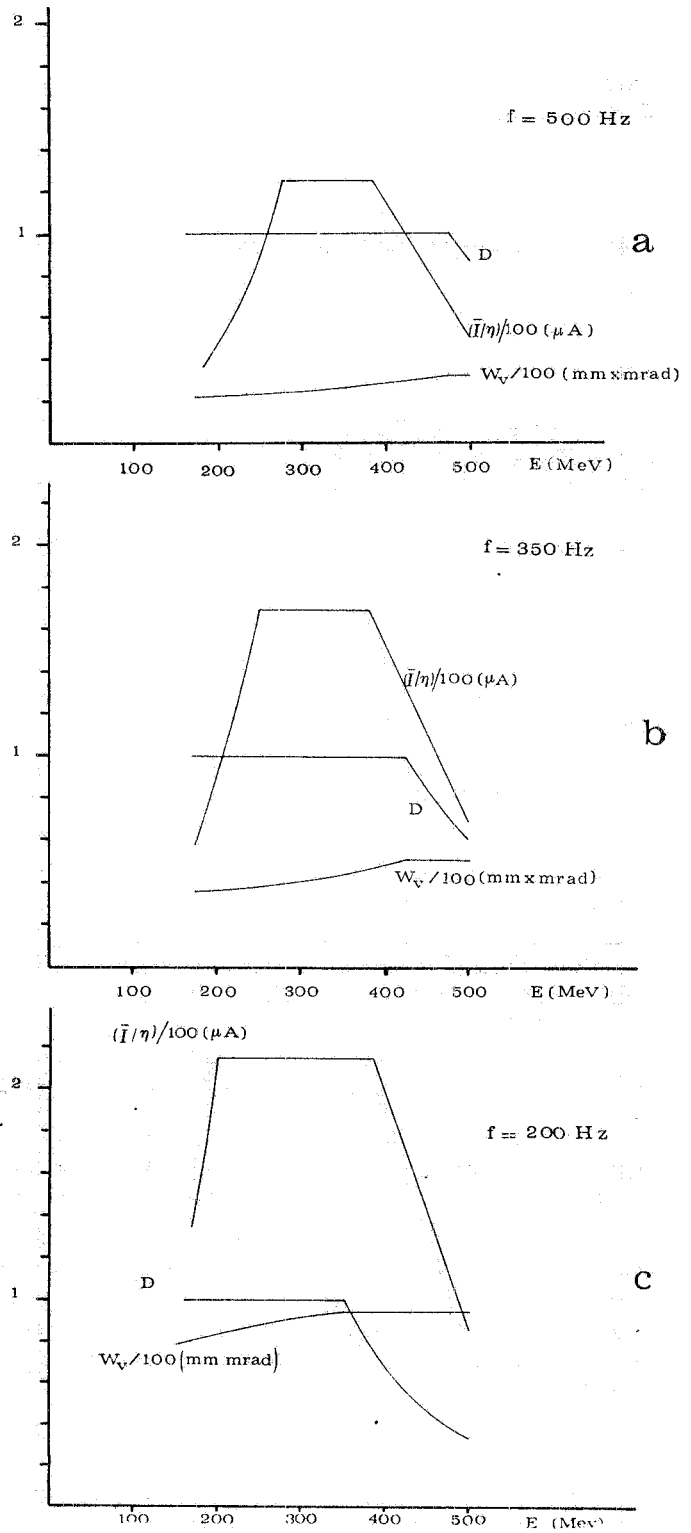 2
f = 500 Hz
1
a
D
(Ī/η)/100 (μA)
Wv/100 (mm x mrad)
100 200 300 400 500 E (MeV)
2
f = 350 Hz
(Ī/η)/100 (μA)
1
b
D
Wv/100 (mm x mrad)
100 200 300 400 500 E (MeV)
(Ī/η)/100 (μA)
2
f = 200 Hz
D
c
1
Wv/100 (mm mrad)
100 200 300 400 500 E (MeV)